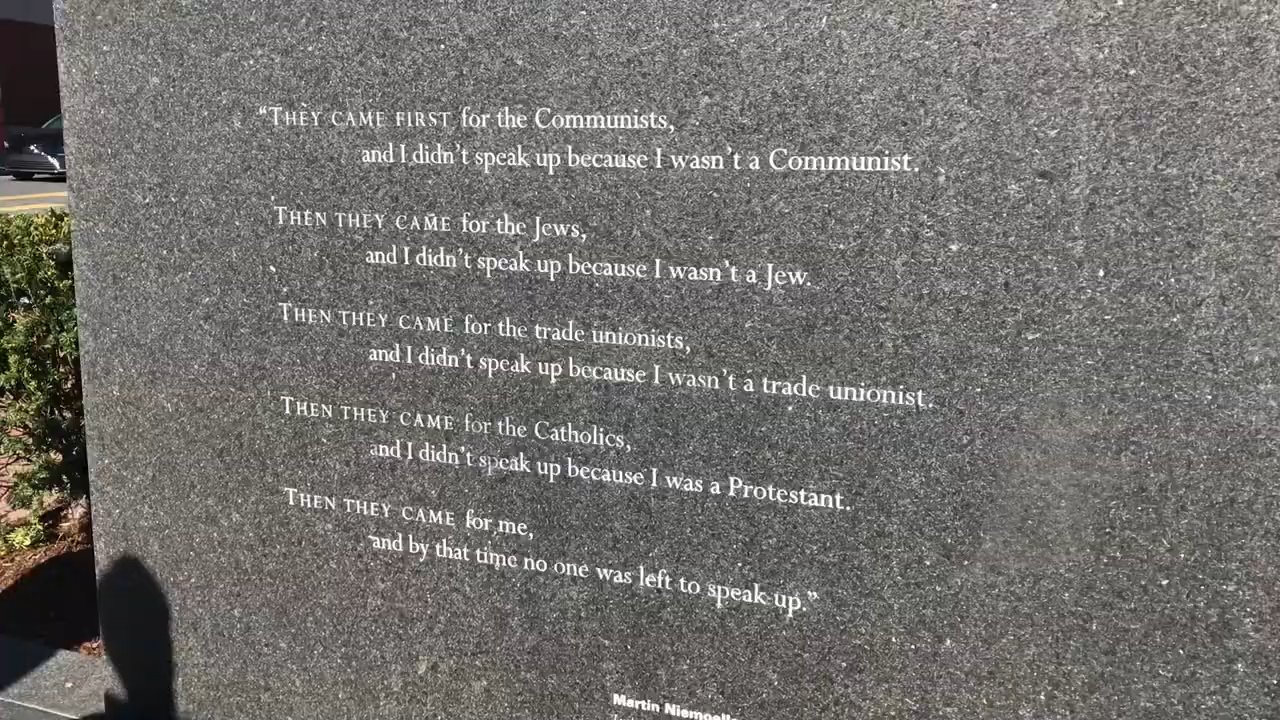 “THEY CAME FIRST for the Communists,
and I didn’t speak up because I wasn’t a Communist.
THEN THEY CAME for the Jews,
and I didn’t speak up because I wasn’t a Jew.
THEN THEY CAME for the trade unionists,
and I didn’t speak up because I wasn’t a trade unionist.
THEN THEY CAME for the Catholics,
and I didn’t speak up because I was a Protestant.
THEN THEY CAME for me,
and by that time no one was left to speak up.”
Martin Niemoeller